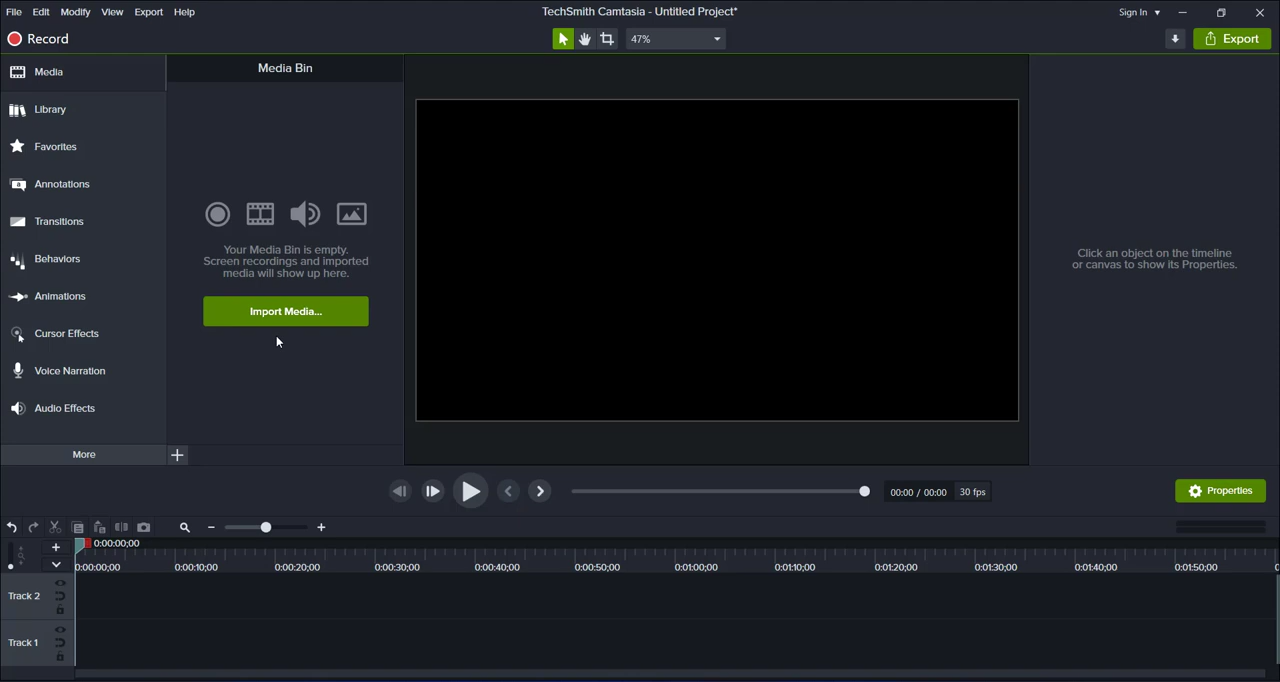 File Edit Modify View Export Help
TechSmith Camtasia - Untitled Project*
Sign In
Record
47%
Export
Media
Media Bin
Library
Favorites
Annotations
Transitions
Behaviors
Animations
Cursor Effects
Voice Narration
Audio Effects
More
Your Media Bin is empty.
Screen recordings and imported
media will show up here.
Import Media...
Click an object on the timeline
or canvas to show its Properties.
00:00 / 00:00 30 fps
Properties
0:00:00;00
0:00:00;00 0:00:10;00 0:00:20;00 0:00:30;00 0:00:40;00 0:00:50;00 0:01:00;00 0:01:10;00 0:01:20;00 0:01:30;00 0:01:40;00 0:01:50;00
Track 2
Track 1